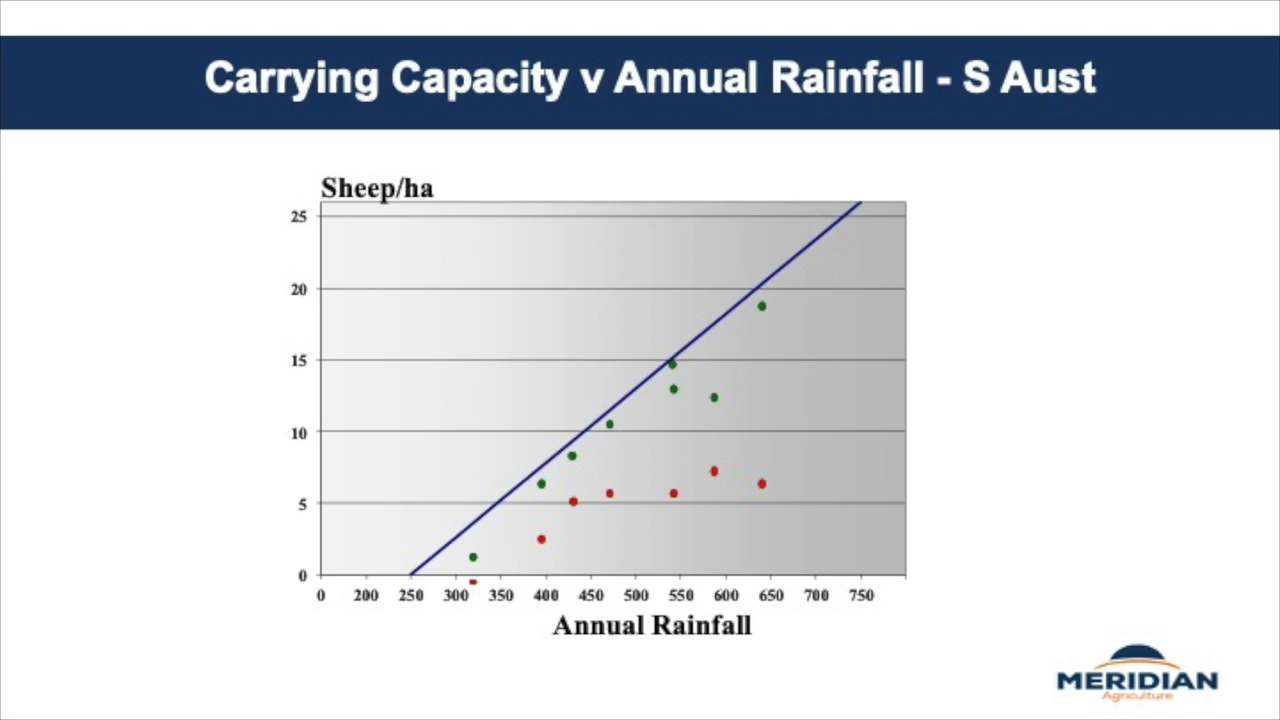 Carrying Capacity v Annual Rainfall - S Aust
Sheep/ha
25
20
15
10
5
0
0 200 250 300 350 400 450 500 550 600 650 700 750
Annual Rainfall
MERIDIAN
Agriculture